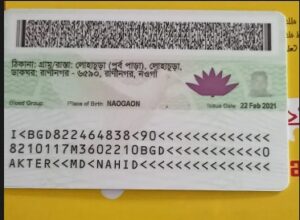 ঠিকানা: গ্রাম/রাস্তা: লোহাচুড়া (পুর্ব পাড়া), লোহাচুড়া,
ডাকঘর: রাণীনগর - ৬৫৯০, রাণীনগর, নওগাঁ
Blood Group Place of Birth NAOGAON Issue Date 22 Feb 2021
I<BGD822464838<90<<<<<<<<<<<<<
8210117M3602210BGD<<<<<<<<<<<0
AKTER<<MD<NAHID<<<<<<<<<<<<<<<